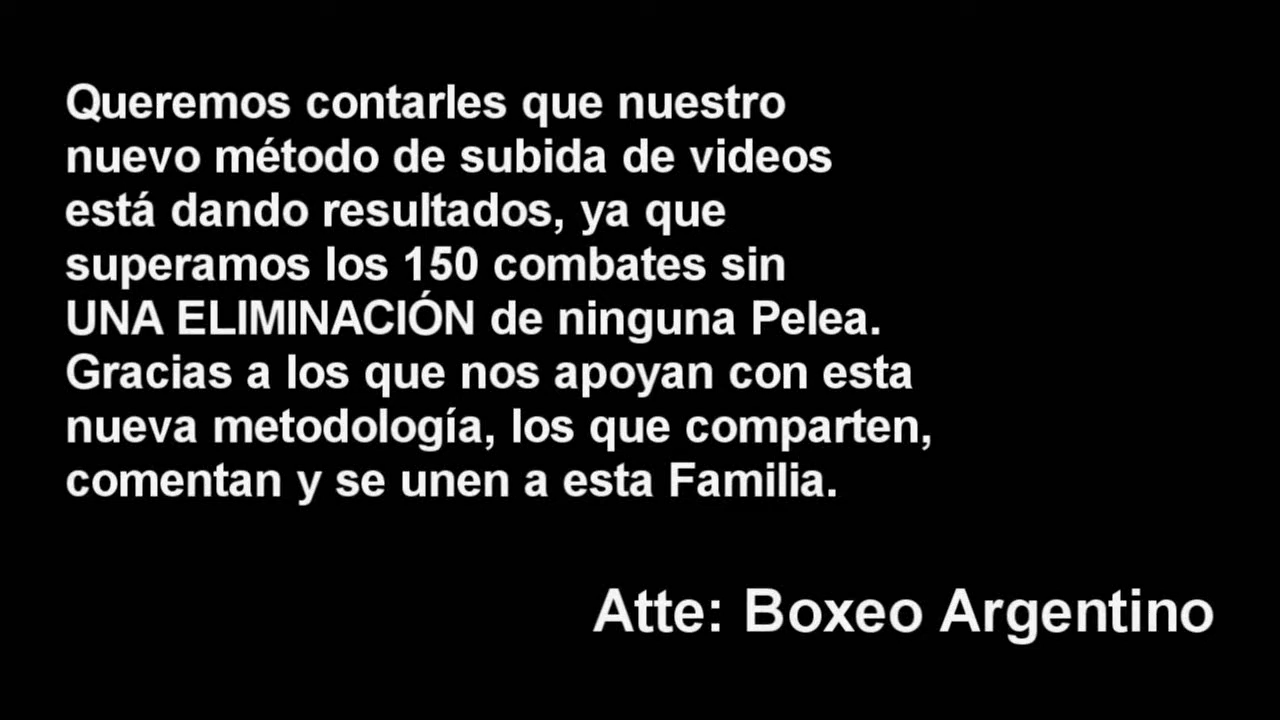 Queremos contarles que nuestro
nuevo método de subida de videos
está dando resultados, ya que
superamos los 150 combates sin
UNA ELIMINACIÓN de ninguna Pelea.
Gracias a los que nos apoyan con esta
nueva metodología, los que comparten,
comentan y se unen a esta Familia.
Atte: Boxeo Argentino